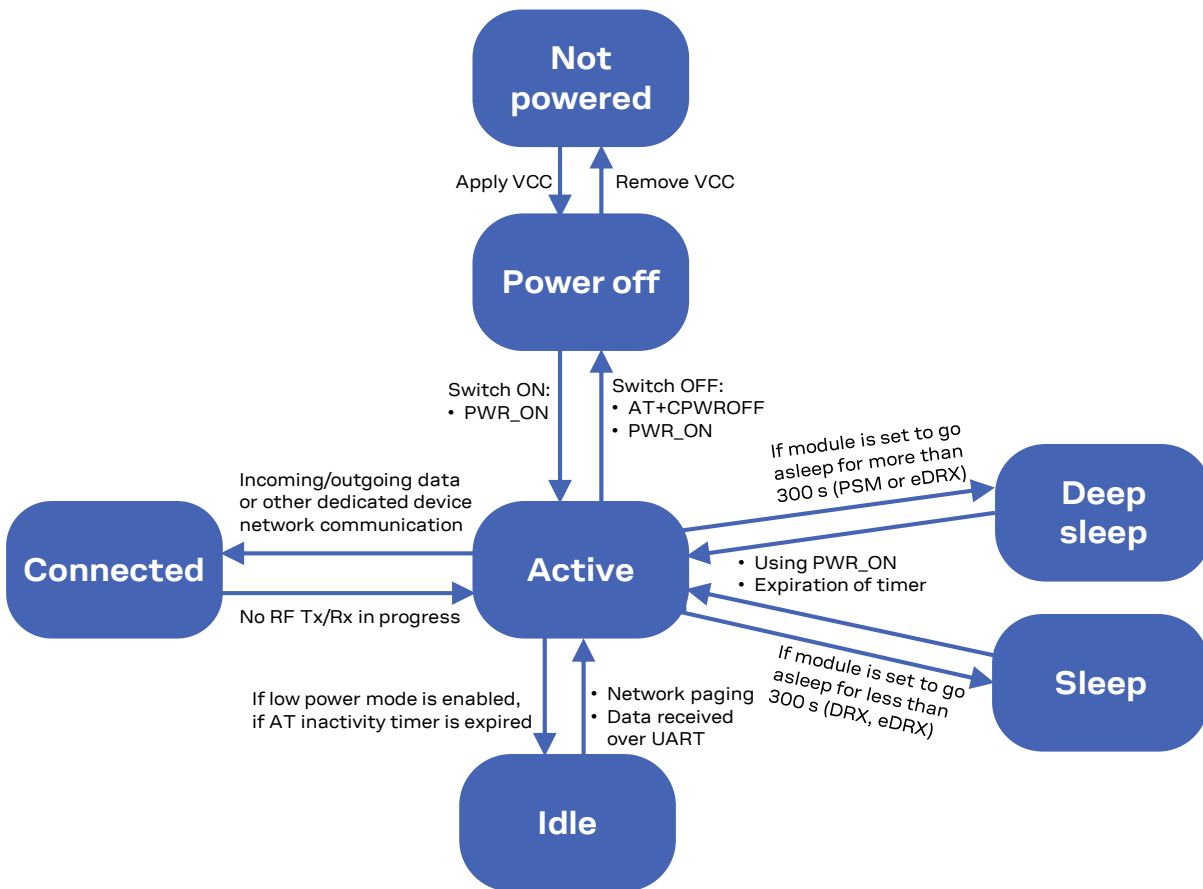 Not
powered
Apply VCC
Remove VCC
Power off
Switch ON:
• PWR_ON
Switch OFF:
• AT+CPWROFF
• PWR_ON
If module is set to go
asleep for more than
300 s (PSM or eDRX)
Deep
sleep
Incoming/outgoing data
or other dedicated device
network communication
Connected
Active
• Using PWR_ON
• Expiration of timer
No RF Tx/Rx in progress
If module is set to go
asleep for less than
300 s (DRX, eDRX)
Sleep
If low power mode is enabled,
if AT inactivity timer is expired
• Network paging
• Data received
over UART
Idle